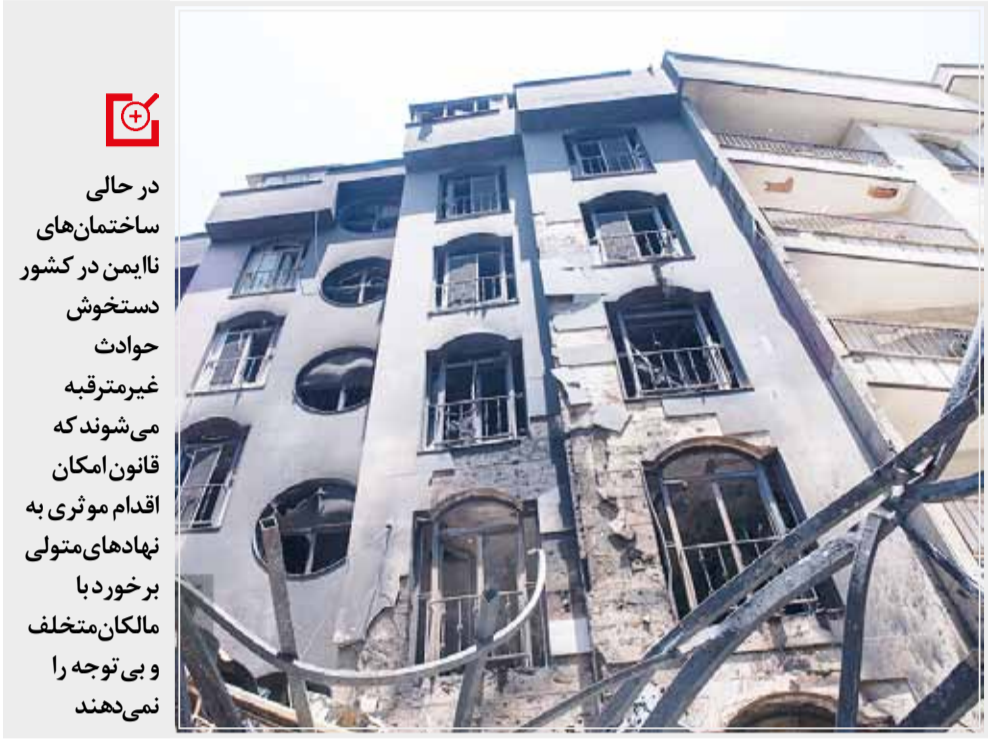 در حالی
ساختمان‌های
ناایمن در کشور
دستخوش
حوادث
غیرمترقبه
می‌شوند که
قانون امکان
اقدام موثری به
نهادهای متولی
برخورد با
مالکان متخلف
و بی‌توجه را
نمی‌دهند